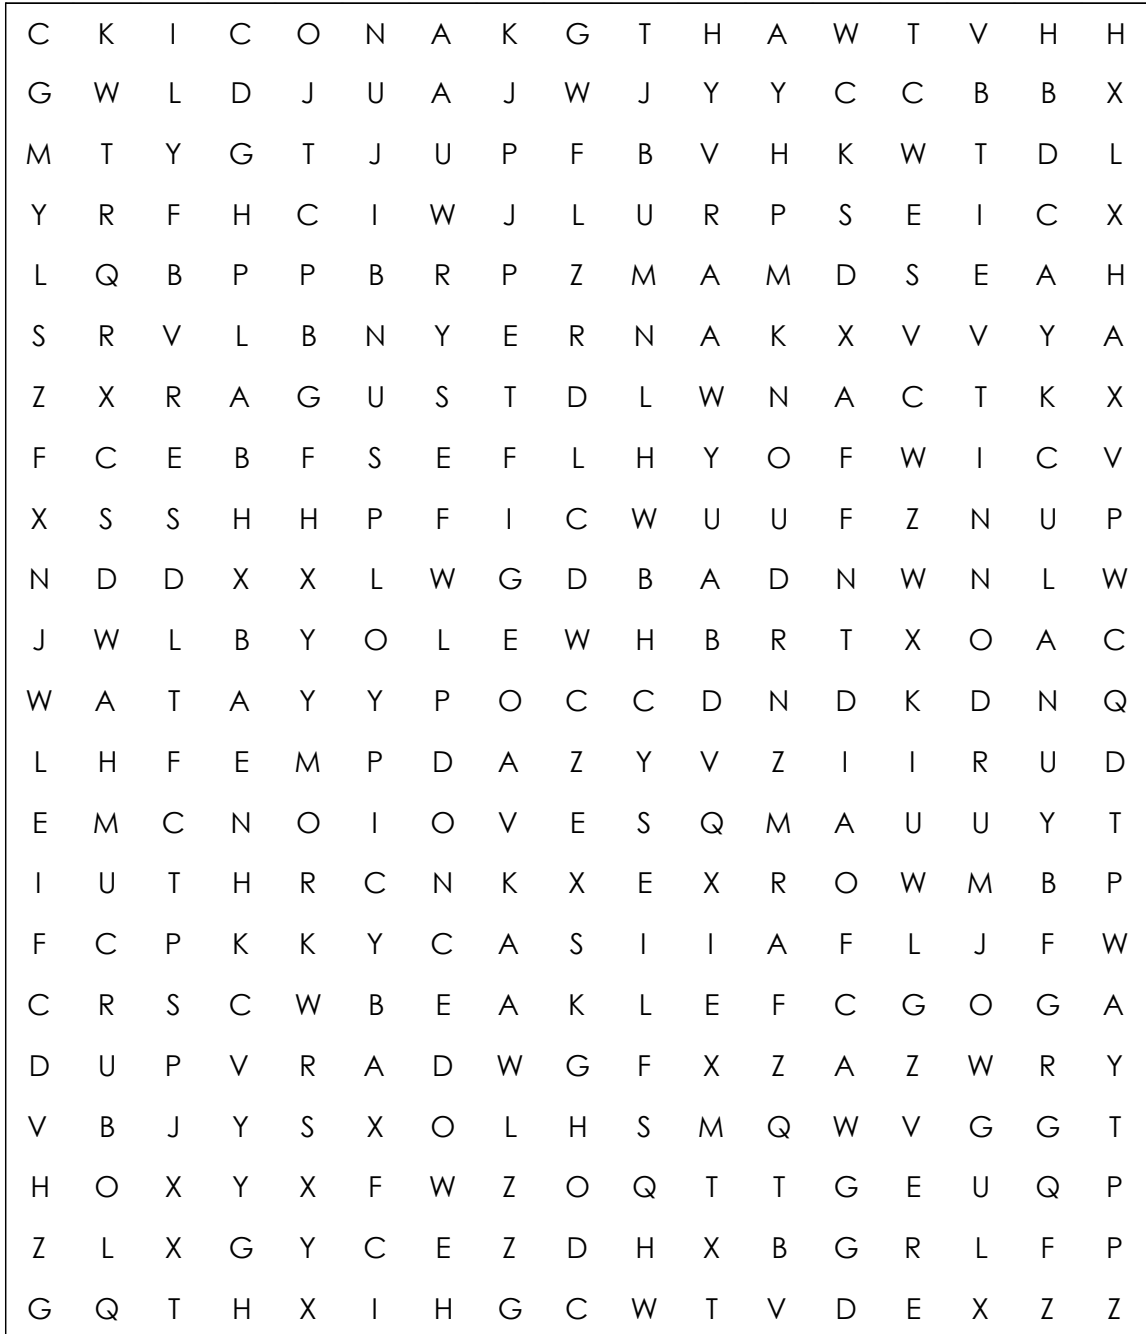 C K I C O N A K G T H A W T V H H
G W L D J U A J W J Y Y C C B B X
M T Y G T J U P F B V H K W T D L
Y R F H C I W J L U R P S E I C X
L Q B P P B R P Z M A M D S E A H
S R V L B N Y E R N A K X V V Y A
Z X R A G U S T D L W N A C T K X
F C E B F S E F L H Y O F W I C V
X S S H H P F I C W U U F Z N U P
N D D X X L W G D B A D N W N L W
J W L B Y O L E W H B R T X O A C
W A T A Y Y P O C C D N D K D N Q
L H F E M P D A Z Y V Z I I R U D
E M C N O I O V E S Q M A U U Y T
I U T H R C N K X E X R O W M B P
F C P K K Y C A S I I A F L J F W
C R S C W B E A K L E F C G O G A
D U P V R A D W G F X Z A Z W R Y
V B J Y S X O L H S M Q W V G G T
H O X Y X F W Z O Q T T G E U Q P
Z L X G Y C E Z D H X B G R L F P
G Q T H X I H G C W T V D E X Z Z